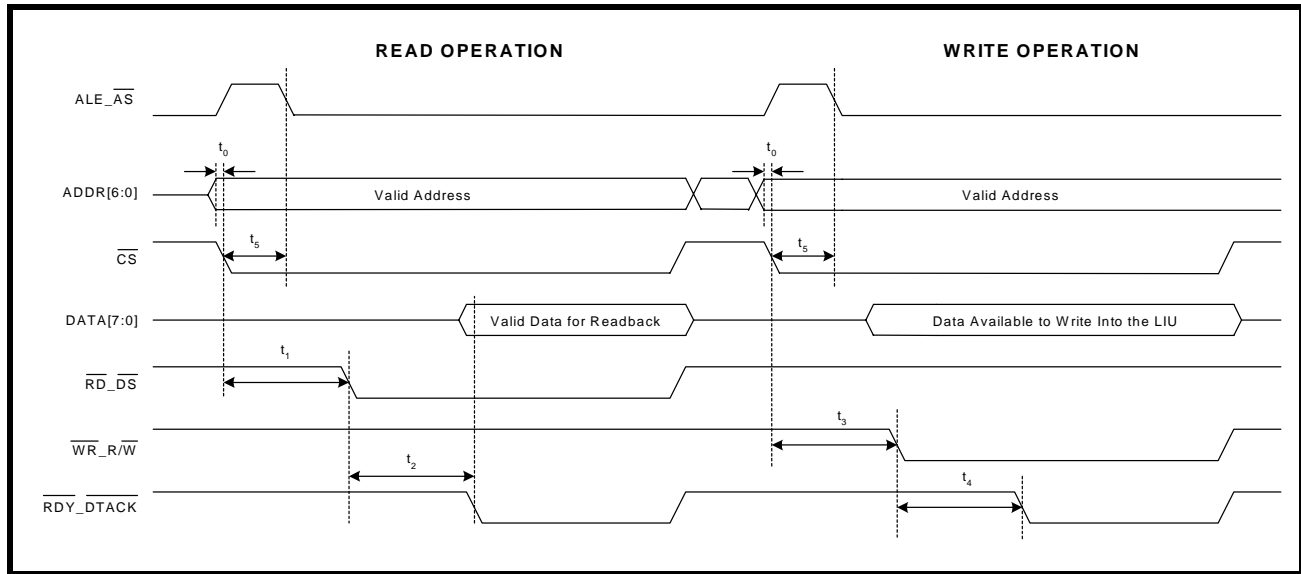 READ OPERATION WRITE OPERATION
ALE_AS
t0 t0
ADDR[6:0] Valid Address Valid Address
CS t5 t5
DATA[7:0] Valid Data for Readback Data Available to Write Into the LIU
RD_DS t1
WR_R/W t3
t2 t4
RDY_DTACK